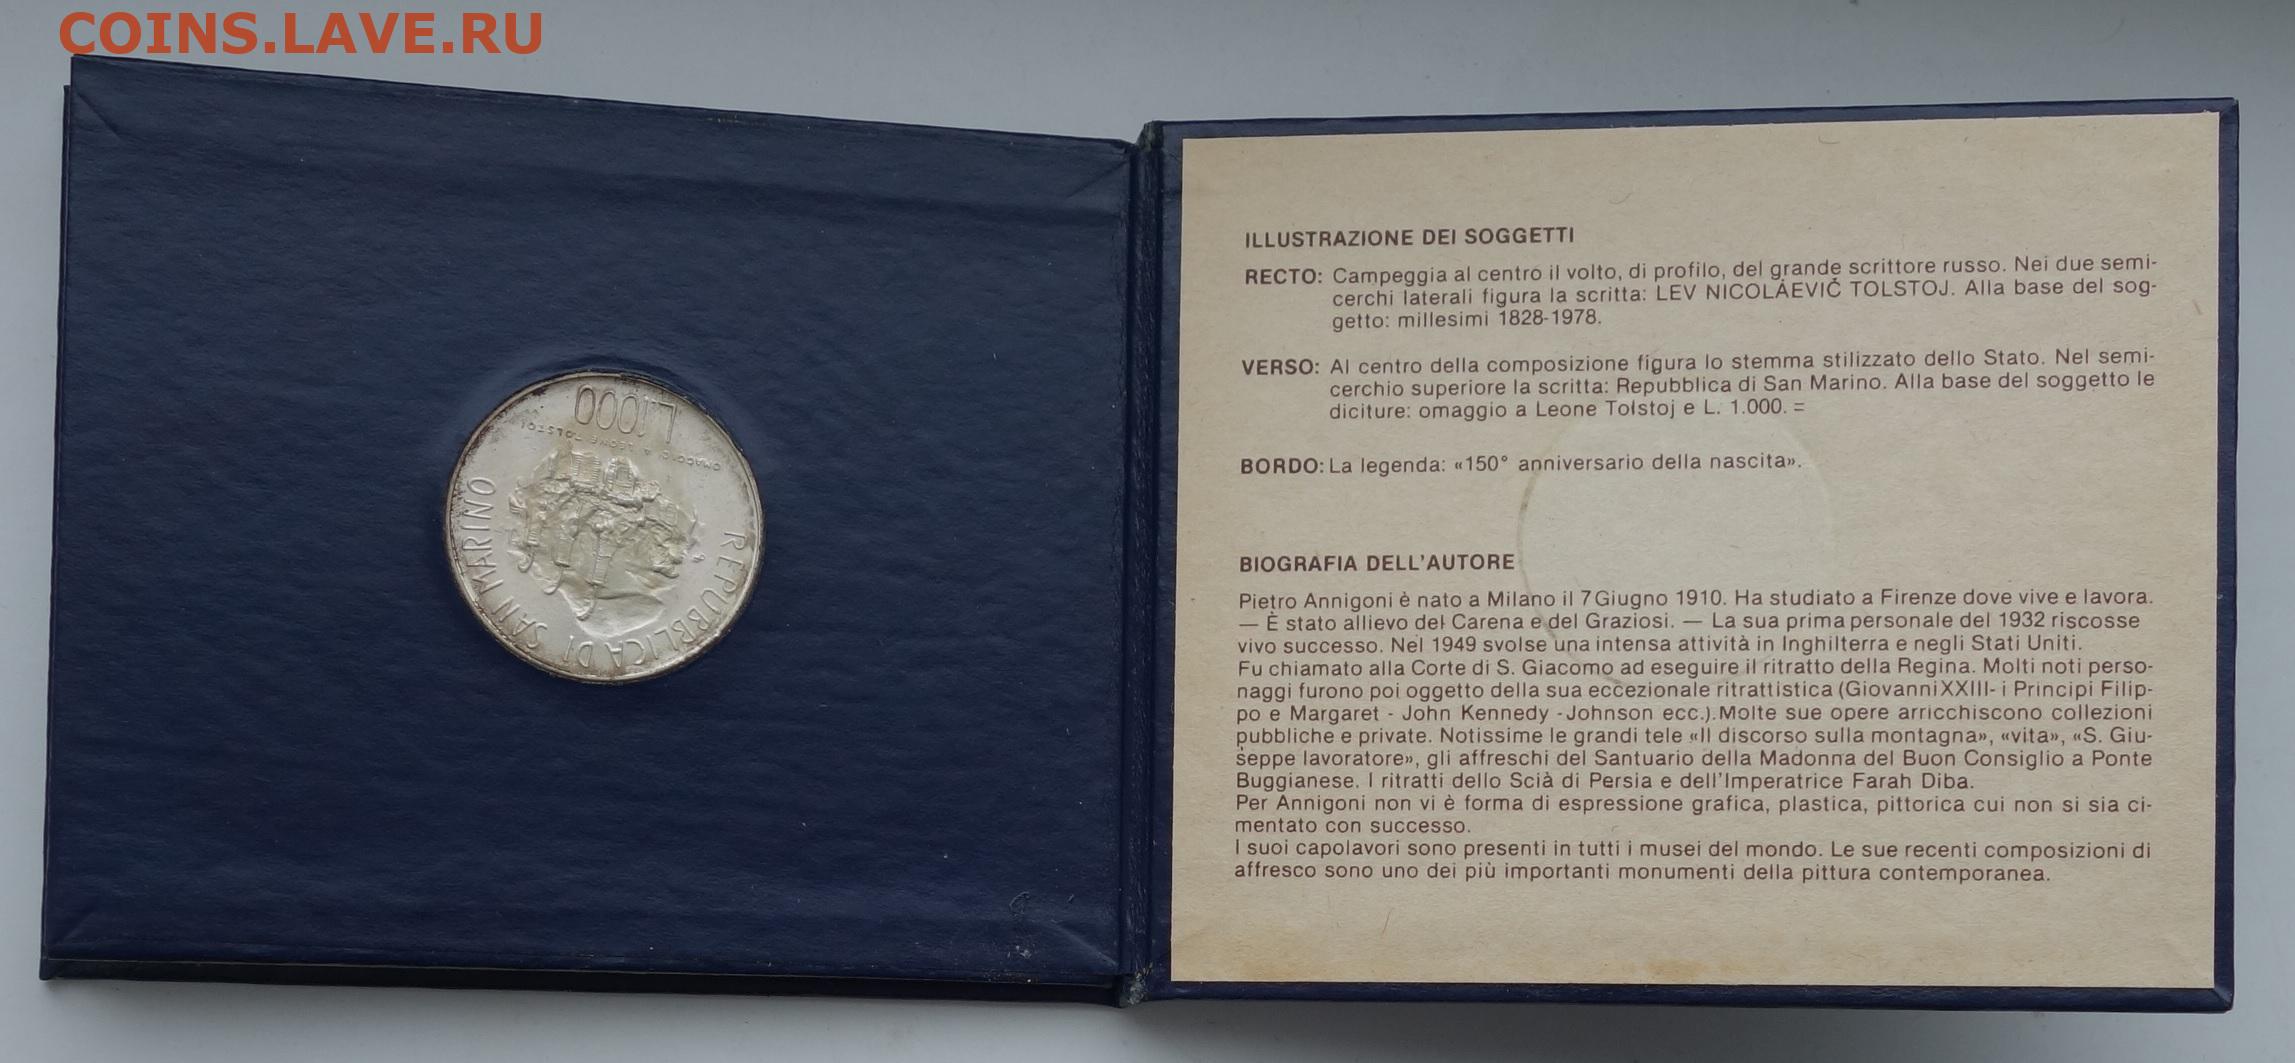 COINS.LAVE.RU
L.1000
OMAGGIO A LEONE TOLSTOI
REPUBBLICA DI SAN MARINO
ILLUSTRAZIONE DEI SOGGETTI
RECTO: Campeggia al centro il volto, di profilo, del grande scrittore russo. Nei due semi-
cerchi laterali figura la scritta: LEV NICOLÁEVIČ TOLSTOJ. Alla base del sog-
getto: millesimi 1828-1978.
VERSO: Al centro della composizione figura lo stemma stilizzato dello Stato. Nel semi-
cerchio superiore la scritta: Repubblica di San Marino. Alla base del soggetto le
diciture: omaggio a Leone Tolstoj e L. 1.000. =
BORDO: La legenda: «150° anniversario della nascita».
BIOGRAFIA DELL'AUTORE
Pietro Annigoni è nato a Milano il 7 Giugno 1910. Ha studiato a Firenze dove vive e lavora.
— È stato allievo del Carena e del Graziosi. — La sua prima personale del 1932 riscosse
vivo successo. Nel 1949 svolse una intensa attività in Inghilterra e negli Stati Uniti.
Fu chiamato alla Corte di S. Giacomo ad eseguire il ritratto della Regina. Molti noti perso-
naggi furono poi oggetto della sua eccezionale ritrattistica (Giovanni XXIII- i Principi Filip-
po e Margaret - John Kennedy - Johnson ecc.). Molte sue opere arricchiscono collezioni
pubbliche e private. Notissime le grandi tele «Il discorso sulla montagna», «vita», «S. Giu-
seppe lavoratore», gli affreschi del Santuario della Madonna del Buon Consiglio a Ponte
Buggianese. I ritratti dello Scià di Persia e dell'Imperatrice Farah Diba.
Per Annigoni non vi è forma di espressione grafica, plastica, pittorica cui non si sia ci-
mentato con successo.
I suoi capolavori sono presenti in tutti i musei del mondo. Le sue recenti composizioni di
affresco sono uno dei più importanti monumenti della pittura contemporanea.